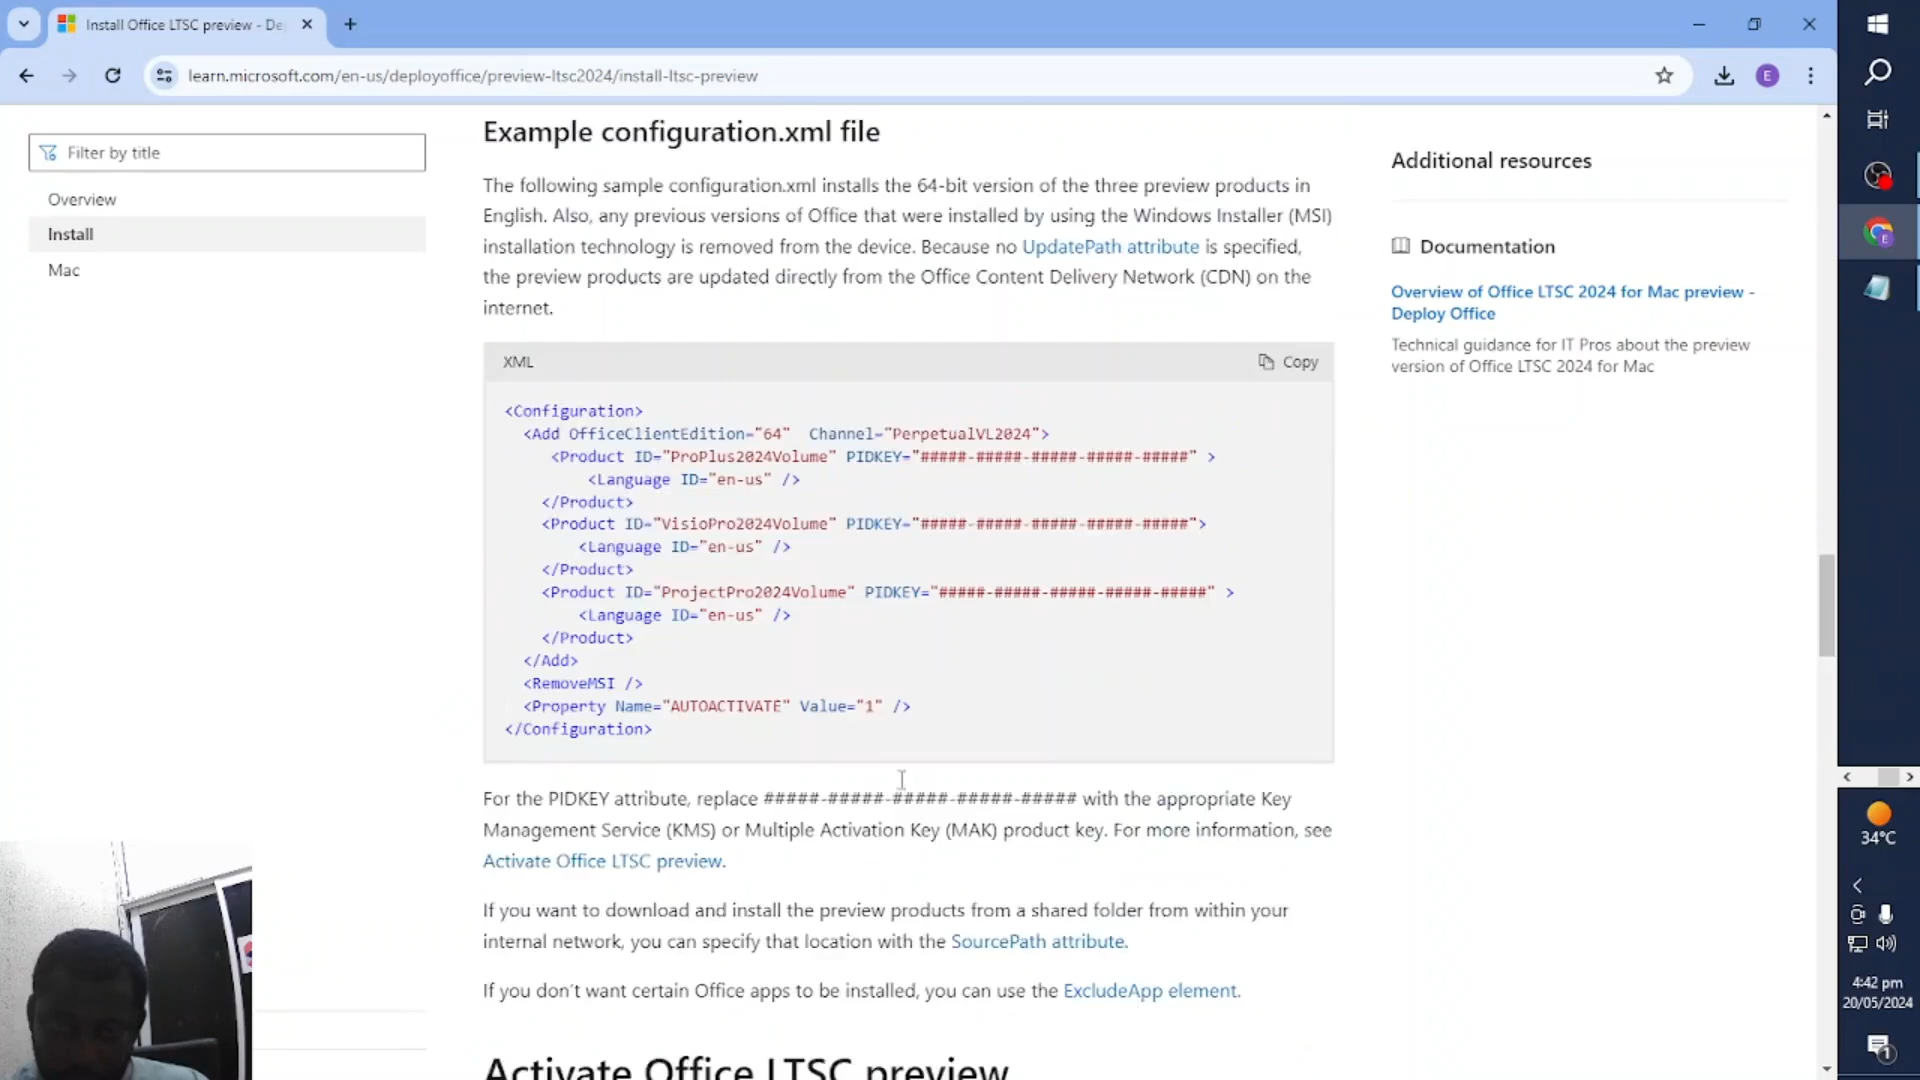 Install Office LTSC preview - De
learn.microsoft.com/en-us/deployoffice/preview-ltsc2024/install-ltsc-preview
E
Filter by title
Overview
Install
Mac
Example configuration.xml file
The following sample configuration.xml installs the 64-bit version of the three preview products in
English. Also, any previous versions of Office that were installed by using the Windows Installer (MSI)
installation technology is removed from the device. Because no UpdatePath attribute is specified,
the preview products are updated directly from the Office Content Delivery Network (CDN) on the
internet.
XML
Copy
<Configuration>
<Add OfficeClientEdition="64" Channel="PerpetualVL2024">
<Product ID="ProPlus2024Volume" PIDKEY="#####-#####-#####-#####-#####" >
<Language ID="en-us" />
</Product>
<Product ID="VisioPro2024Volume" PIDKEY="#####-#####-#####-#####-#####">
<Language ID="en-us" />
</Product>
<Product ID="ProjectPro2024Volume" PIDKEY="#####-#####-#####-#####-#####" >
<Language ID="en-us" />
</Product>
</Add>
<RemoveMSI />
<Property Name="AUTOACTIVATE" Value="1" />
</Configuration>
For the PIDKEY attribute, replace #####-#####-#####-#####-##### with the appropriate Key
Management Service (KMS) or Multiple Activation Key (MAK) product key. For more information, see
Activate Office LTSC preview.
If you want to download and install the preview products from a shared folder from within your
internal network, you can specify that location with the SourcePath attribute.
If you don't want certain Office apps to be installed, you can use the ExcludeApp element.
Activate Office LTSC preview
Additional resources
Documentation
Overview of Office LTSC 2024 for Mac preview -
Deploy Office
Technical guidance for IT Pros about the preview
version of Office LTSC 2024 for Mac
E
34°C
4:42 pm
20/05/2024
1